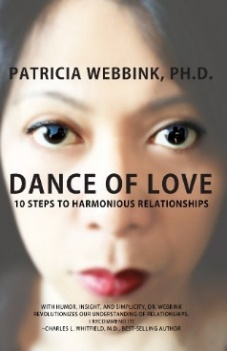 PATRICIA WEBBINK, PH.D.
DANCE OF LOVE
10 STEPS TO HARMONIOUS RELATIONSHIPS
WITH HUMOR, INSIGHT, AND SIMPLICITY, DR. WEBBINK
REVOLUTIONIZES OUR UNDERSTANDING OF RELATIONSHIPS.
I RECOMMEND IT!
~CHARLES L. WHITFIELD, M.D., BEST-SELLING AUTHOR